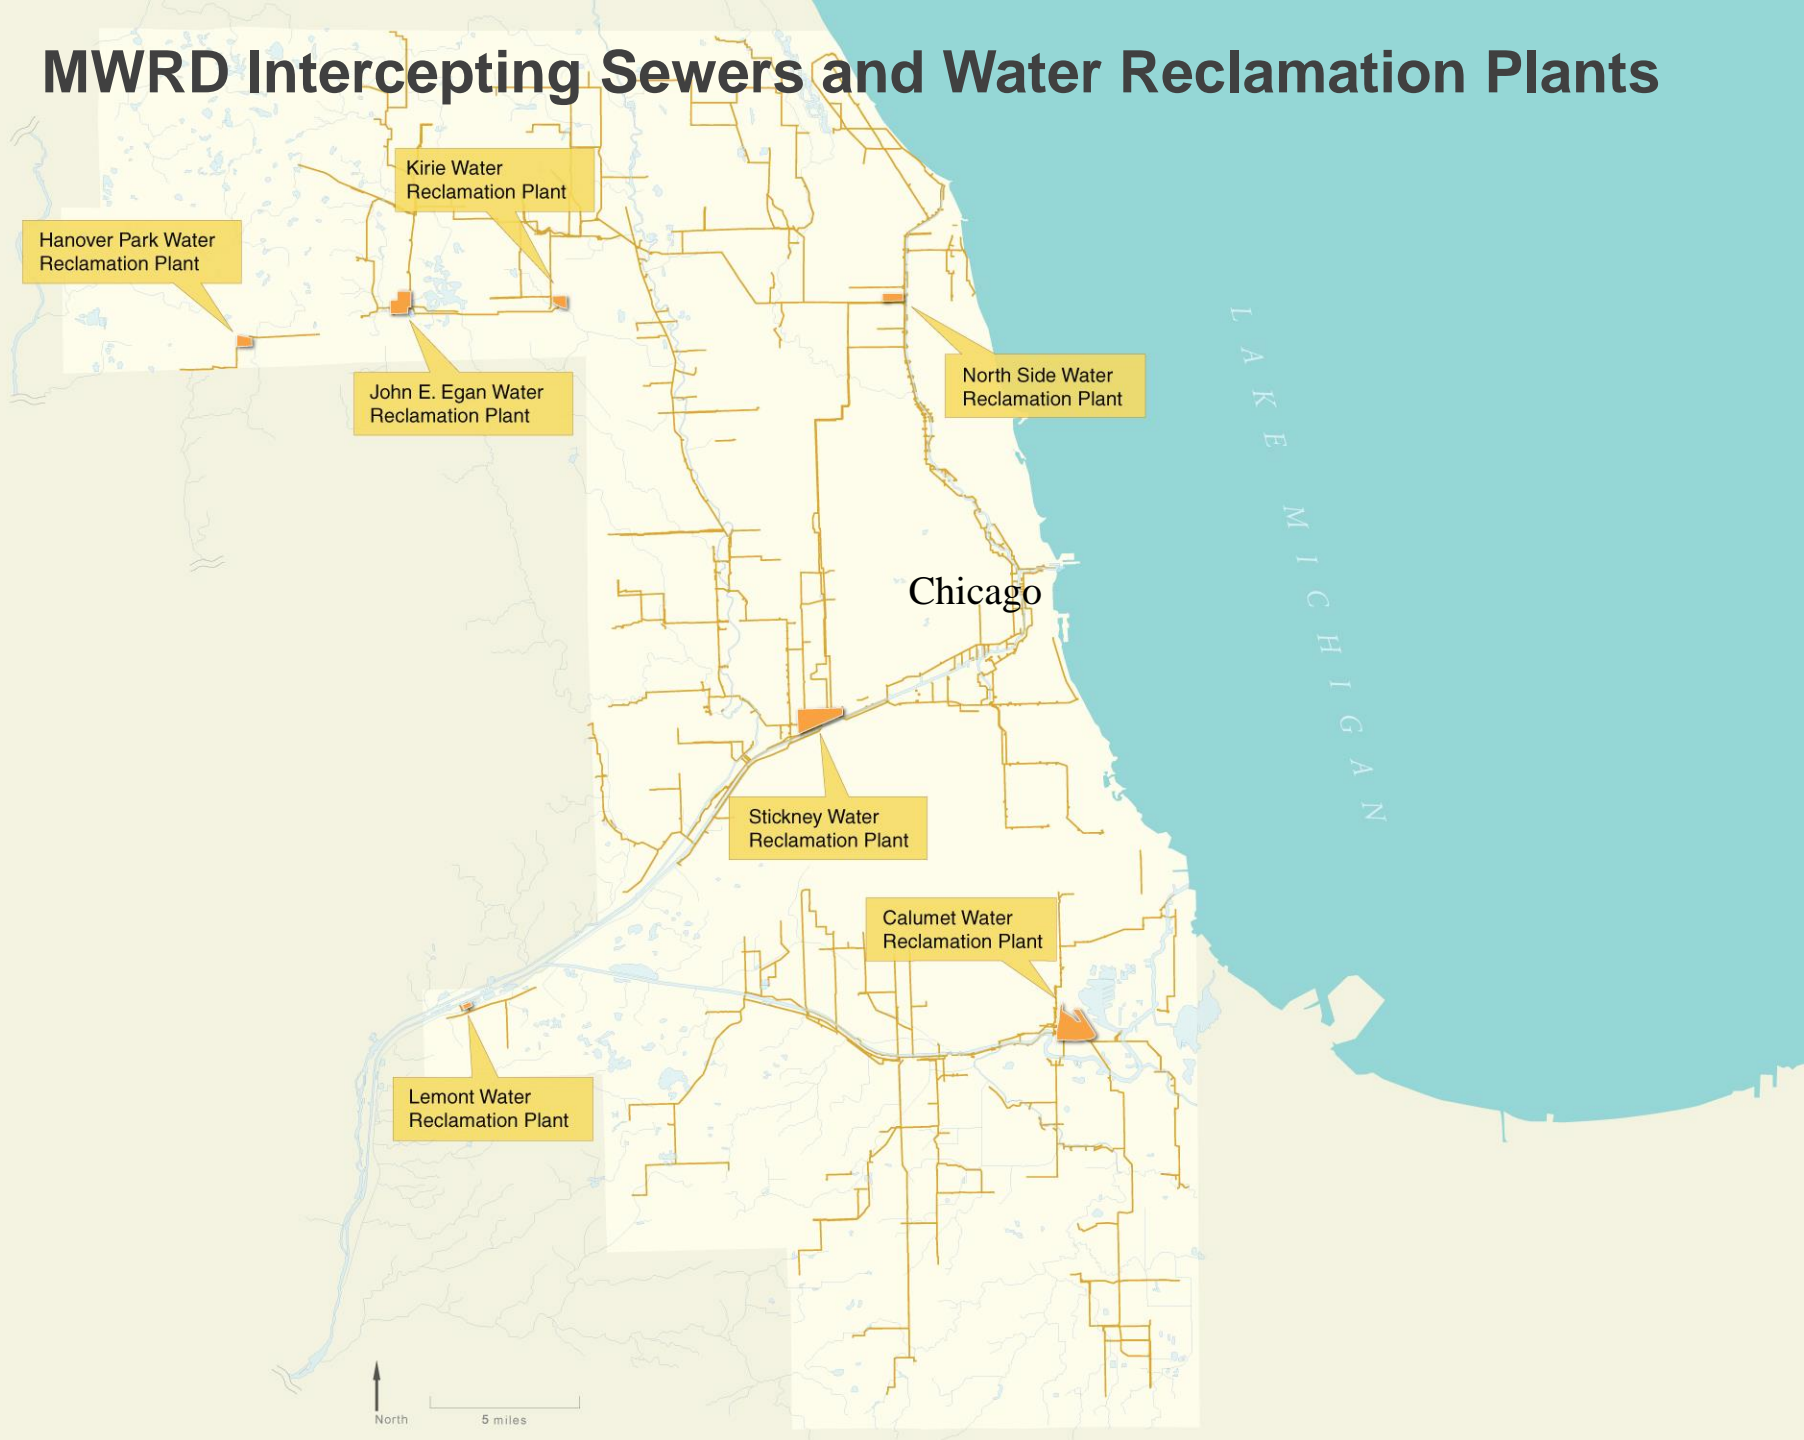 MWRD Intercepting Sewers and Water Reclamation Plants
Kirie Water
Reclamation Plant
Hanover Park Water
Reclamation Plant
John E. Egan Water
Reclamation Plant
North Side Water
Reclamation Plant
LAKE MICHIGAN
Chicago
Stickney Water
Reclamation Plant
Calumet Water
Reclamation Plant
Lemont Water
Reclamation Plant
North
5 miles